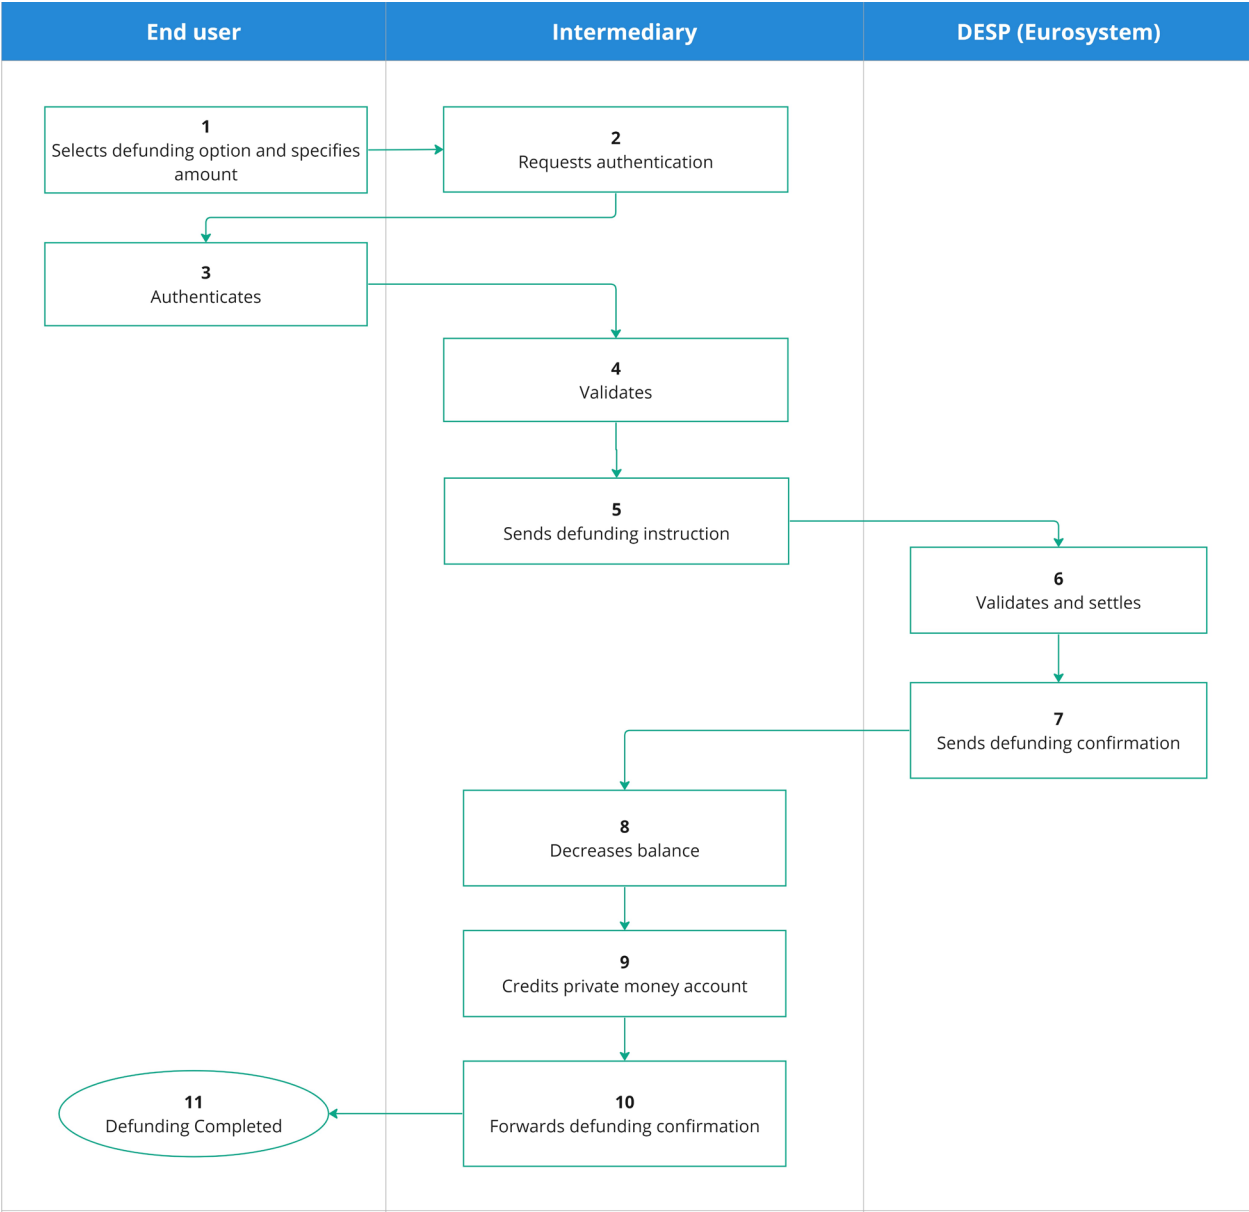 End user
Intermediary
DESP (Eurosystem)
1
Selects defunding option and specifies
amount
2
Requests authentication
3
Authenticates
4
Validates
5
Sends defunding instruction
6
Validates and settles
7
Sends defunding confirmation
8
Decreases balance
9
Credits private money account
10
Forwards defunding confirmation
11
Defunding Completed